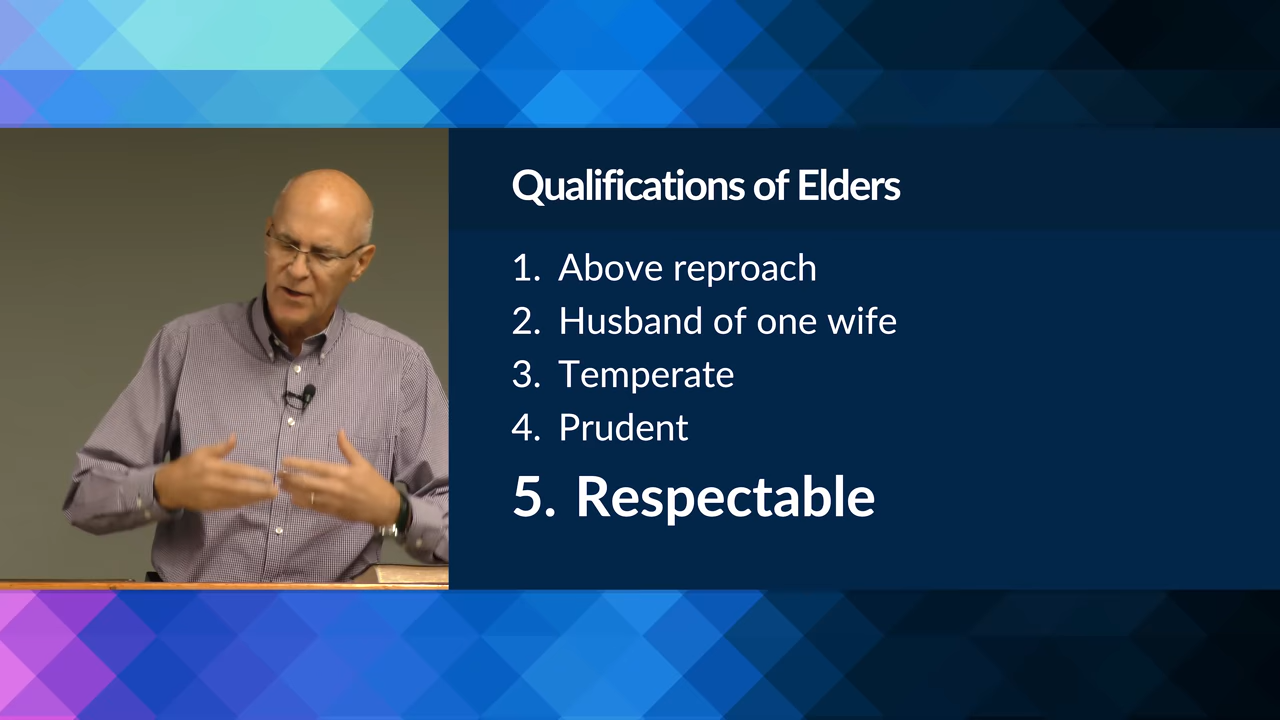 Qualifications of Elders
1. Above reproach
2. Husband of one wife
3. Temperate
4. Prudent
5. Respectable